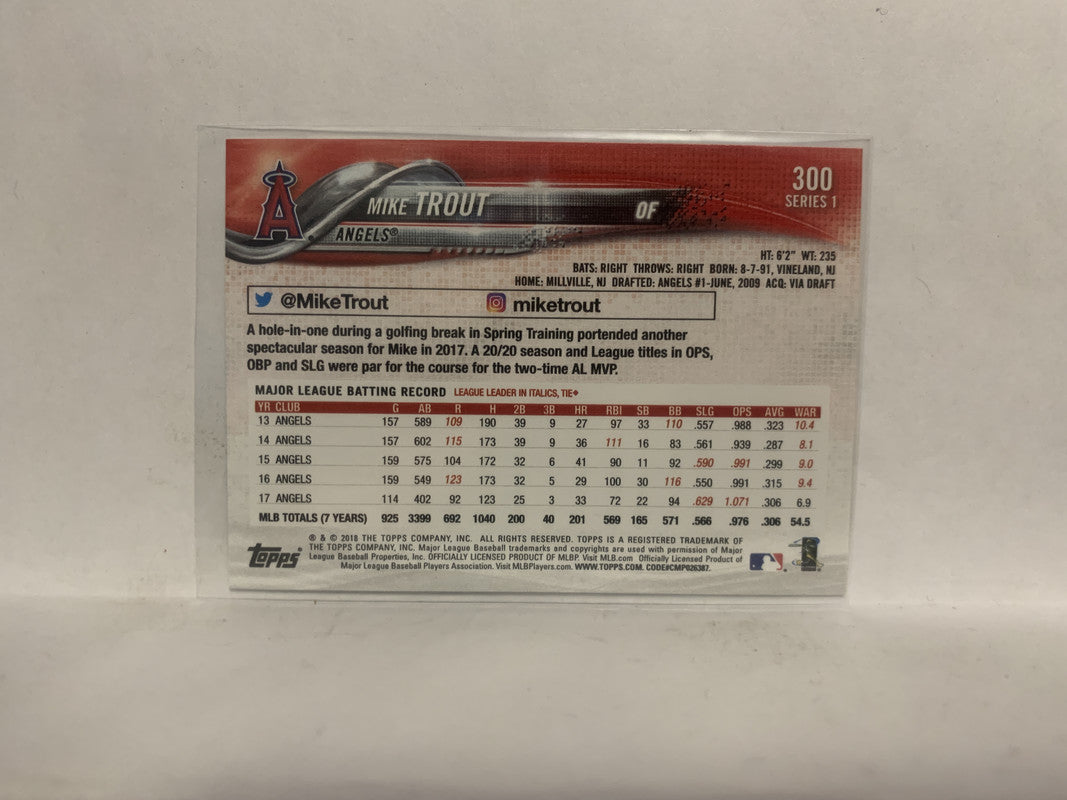 300
SERIES 1
A
MIKE TROUT OF
ANGELS®
HT: 6'2" WT: 235
BATS: RIGHT THROWS: RIGHT BORN: 8-7-91, VINELAND, NJ
HOME: MILLVILLE, NJ DRAFTED: ANGELS #1-JUNE, 2009 ACQ: VIA DRAFT
@MikeTrout miketrout
A hole-in-one during a golfing break in Spring Training portended another
spectacular season for Mike in 2017. A 20/20 season and League titles in OPS,
OBP and SLG were par for the course for the two-time AL MVP.
MAJOR LEAGUE BATTING RECORD LEAGUE LEADER IN ITALICS, TIE♦
YR CLUB G AB R H 2B 3B HR RBI SB BB SLG OPS AVG WAR
13 ANGELS 157 589 109 190 39 9 27 97 33 110 .557 .988 .323 10.4
14 ANGELS 157 602 115 173 39 9 36 111 16 83 .561 .939 .287 8.1
15 ANGELS 159 575 104 172 32 6 41 90 11 92 .590 .991 .299 9.0
16 ANGELS 159 549 123 173 32 5 29 100 30 116 .550 .991 .315 9.4
17 ANGELS 114 402 92 123 25 3 33 72 22 94 .629 1.071 .306 6.9
MLB TOTALS (7 YEARS) 925 3399 692 1040 200 40 201 569 165 571 .566 .976 .306 54.5
® & © 2018 THE TOPPS COMPANY, INC. ALL RIGHTS RESERVED. TOPPS IS A REGISTERED TRADEMARK OF
THE TOPPS COMPANY, INC. Major League Baseball trademarks and copyrights are used with permission of Major
League Baseball Properties, Inc. OFFICIALLY LICENSED PRODUCT OF MLBP. Visit MLB.com Officially Licensed Product of
Major League Baseball Players Association. Visit MLBPlayers.com. WWW.TOPPS.COM. CODE#CMP026387.
Topps